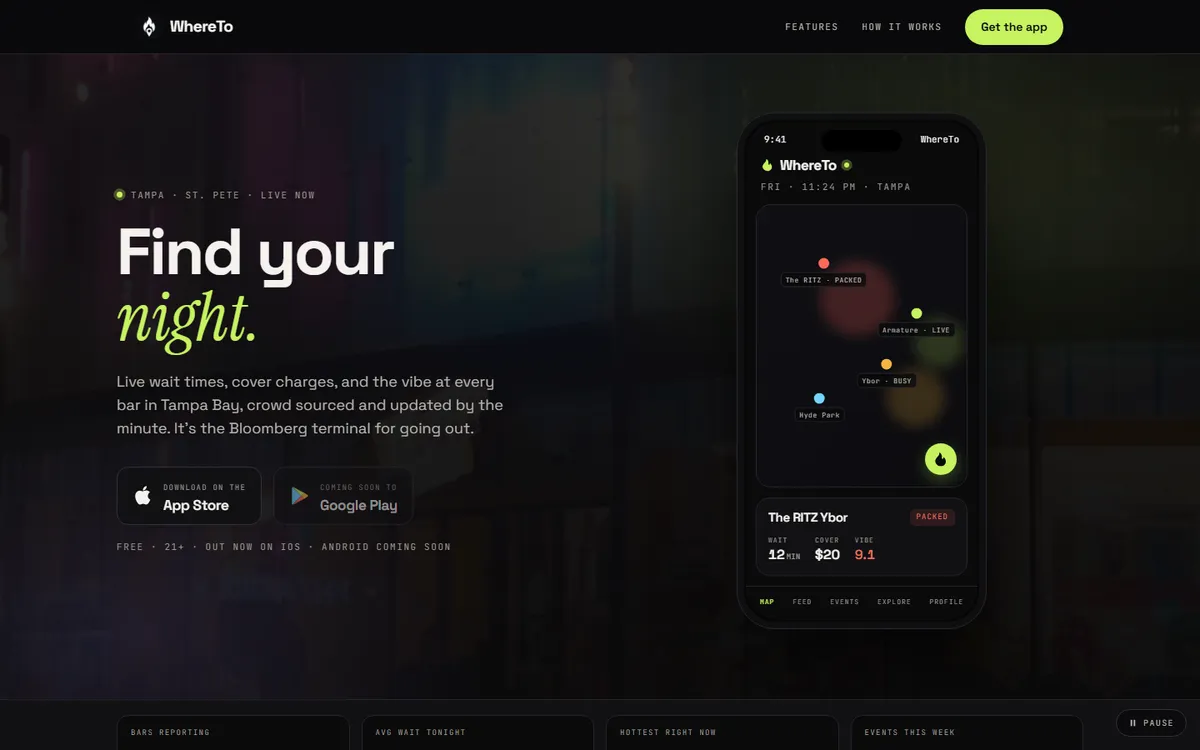 WhereTo
FEATURES
HOW IT WORKS
Get the app
TAMPA · ST. PETE · LIVE NOW
Find your
night.
Live wait times, cover charges, and the vibe at every
bar in Tampa Bay, crowd sourced and updated by the
minute. It's the Bloomberg terminal for going out.
DOWNLOAD ON THE
App Store
COMING SOON TO
Google Play
FREE · 21+ · OUT NOW ON IOS · ANDROID COMING SOON
9:41
WhereTo
WhereTo
FRI · 11:24 PM · TAMPA
The RITZ · PACKED
Armature · LIVE
Ybor · BUSY
Hyde Park
The RITZ Ybor
PACKED
WAIT
COVER
VIBE
12 MIN
$20
9.1
MAP
FEED
EVENTS
EXPLORE
PROFILE
BARS REPORTING
AVG WAIT TONIGHT
HOTTEST RIGHT NOW
EVENTS THIS WEEK
PAUSE